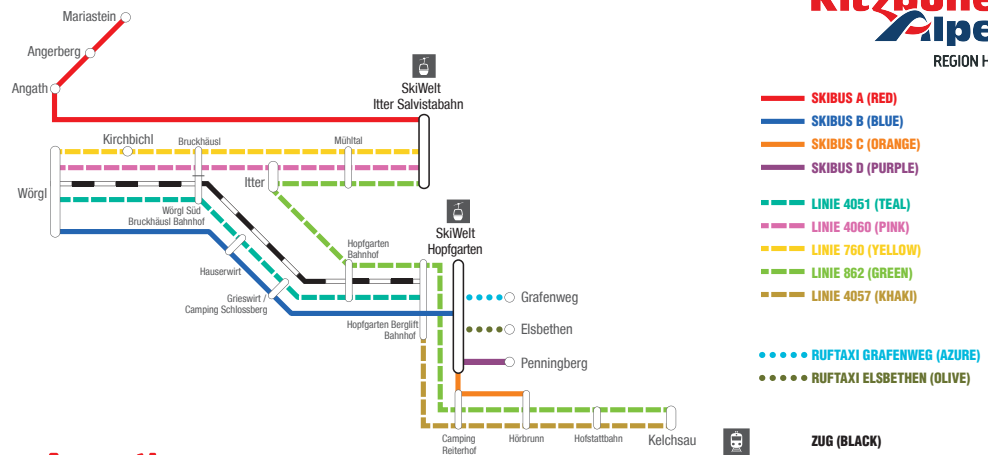 Kitzbühe
Alpe
REGION H
Mariastein
Angerberg
Angath
SkiWelt
Itter Salvistabahn
SKIBUS A (RED)
SKIBUS B (BLUE)
SKIBUS C (ORANGE)
SKIBUS D (PURPLE)
Kirchbichl
Bruckhäusl
Mühltal
Itter
Wörgl
Wörgl Süd
Bruckhäusl Bahnhof
LINIE 4051 (TEAL)
LINIE 4060 (PINK)
LINIE 760 (YELLOW)
LINIE 862 (GREEN)
LINIE 4057 (KHAKI)
SkiWelt
Hopfgarten
Hopfgarten
Bahnhof
Hauserwirt
Grieswirt /
Camping Schlossberg
Hopfgarten Berglift
Bahnhof
Grafenweg
Elsbethen
Penningberg
RUFTAXI GRAFENWEG (AZURE)
RUFTAXI ELSBETHEN (OLIVE)
Camping
Reiterhof
Hörbrunn
Hofstattbahn
Kelchsau
ZUG (BLACK)